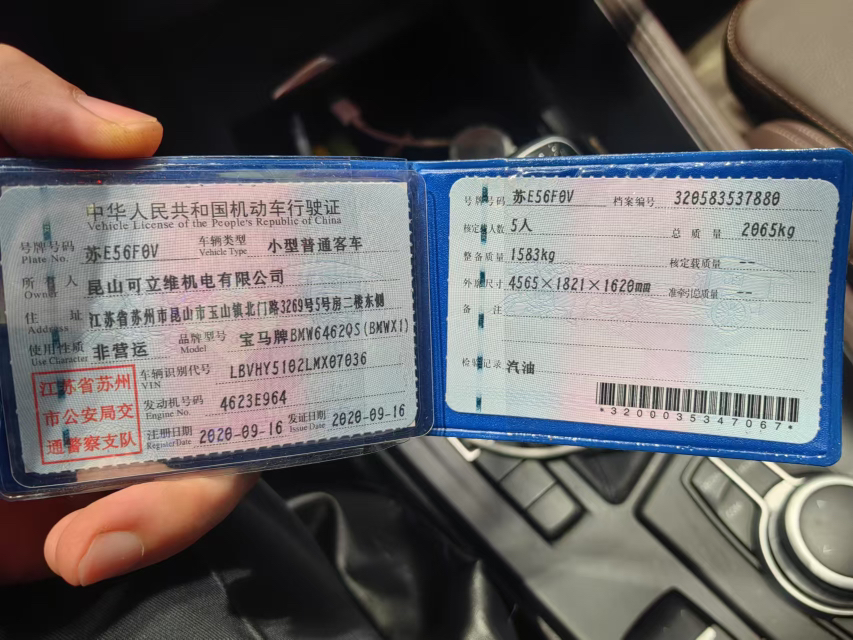 中华人民共和国机动车行驶证
Vehicle License of the People's Republic of China
号牌号码 Plate No. 苏E56F0V 车辆类型 Vehicle Type 小型普通客车
所有人 Owner 昆山可立维机电有限公司
住址 Address 江苏省苏州市昆山市玉山镇北门路3269号5号房二楼东侧
使用性质 Use Character 非营运 品牌型号 Model 宝马牌BMW6462QS(BMWX1)
车辆识别代号 VIN LBVHY5102LMX07036
发动机号码 Engine No. 4623E964
注册日期 Register Date 2020-09-16 发证日期 Issue Date 2020-09-16
江苏省苏州
市公安局交
通警察支队
号牌号码 苏E56F0V 档案编号 320583537880
核定载人数 5人 总质量 2065kg
整备质量 1583kg 核定载质量 --
外廓尺寸 4565×1821×1620mm 准牵引总质量 --
备注
检验记录 汽油
*3200035347067*